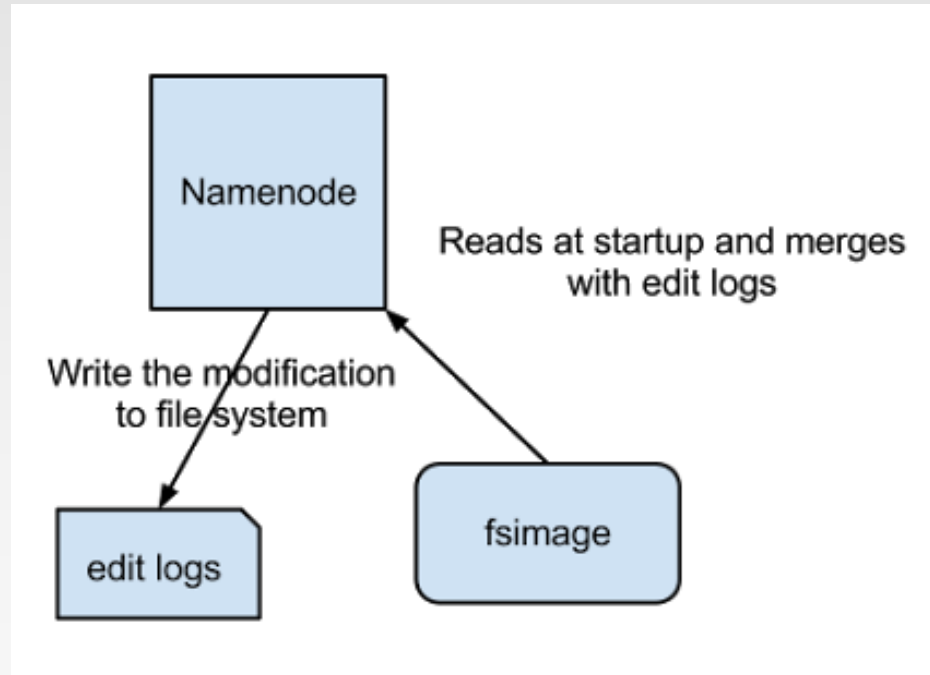 Namenode
Reads at startup and merges
with edit logs
Write the modification
to file system
edit logs
fsimage